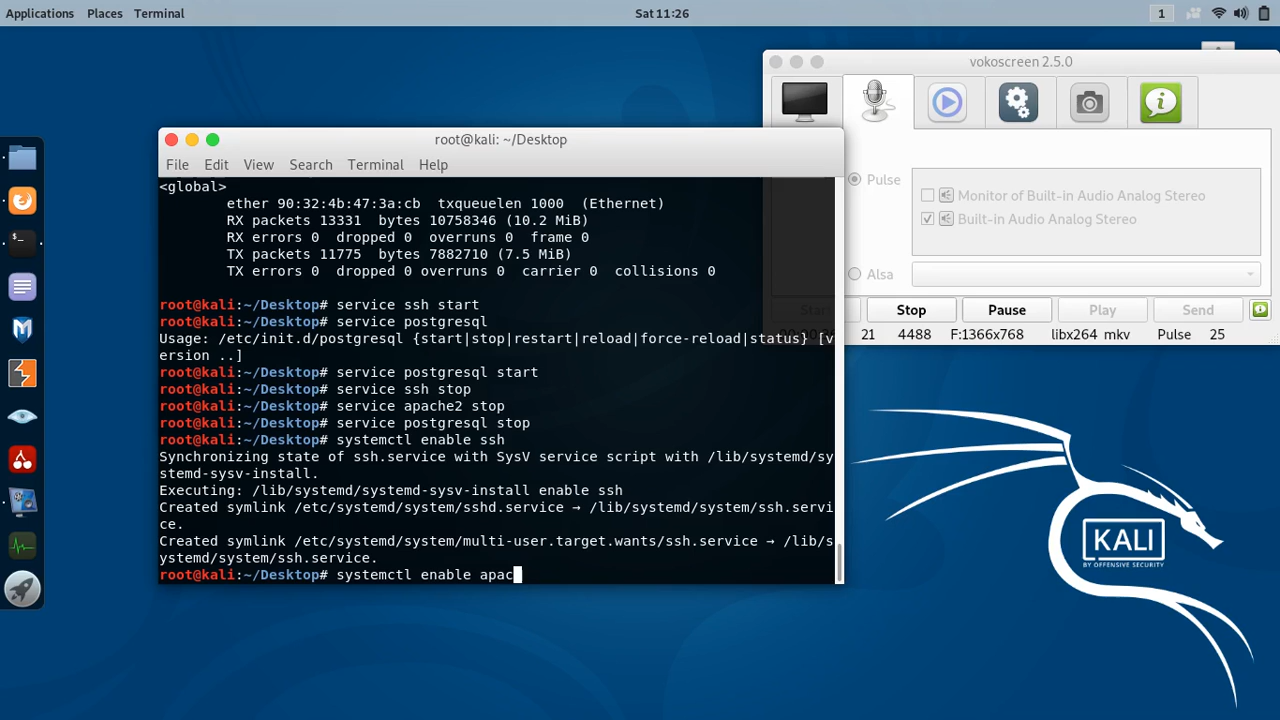 Applications Places Terminal
Sat 11:26
1
vokoscreen 2.5.0
Pulse
Monitor of Built-in Audio Analog Stereo
Built-in Audio Analog Stereo
Alsa
Start Stop Pause Play Send
21 4488 F:1366x768 libx264 mkv Pulse 25
root@kali: ~/Desktop
File Edit View Search Terminal Help
<global>
ether 90:32:4b:47:3a:cb txqueuelen 1000 (Ethernet)
RX packets 13331 bytes 10758346 (10.2 MiB)
RX errors 0 dropped 0 overruns 0 frame 0
TX packets 11775 bytes 7882710 (7.5 MiB)
TX errors 0 dropped 0 overruns 0 carrier 0 collisions 0
root@kali:~/Desktop# service ssh start
root@kali:~/Desktop# service postgresql
Usage: /etc/init.d/postgresql {start|stop|restart|reload|force-reload|status} [v
ersion ..]
root@kali:~/Desktop# service postgresql start
root@kali:~/Desktop# service ssh stop
root@kali:~/Desktop# service apache2 stop
root@kali:~/Desktop# service postgresql stop
root@kali:~/Desktop# systemctl enable ssh
Synchronizing state of ssh.service with SysV service script with /lib/systemd/sy
stemd-sysv-install.
Executing: /lib/systemd/systemd-sysv-install enable ssh
Created symlink /etc/systemd/system/sshd.service → /lib/systemd/system/ssh.servi
ce.
Created symlink /etc/systemd/system/multi-user.target.wants/ssh.service → /lib/s
ystemd/system/ssh.service.
root@kali:~/Desktop# systemctl enable apac
KALI
BY OFFENSIVE SECURITY